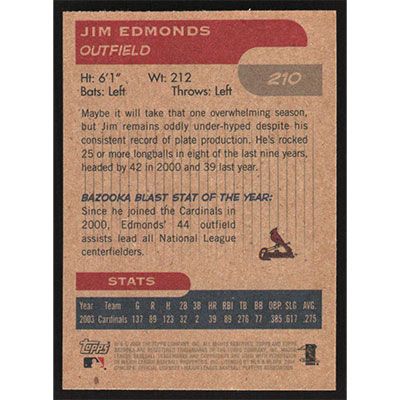 JIM EDMONDS
OUTFIELD
210
Ht: 6'1" Wt: 212
Bats: Left Throws: Left
Maybe it will take that one overwhelming season,
but Jim remains oddly under-hyped despite his
consistent record of plate production. He's rocked
25 or more longballs in eight of the last nine years,
headed by 42 in 2000 and 39 last year.
BAZOOKA BLAST STAT OF THE YEAR:
Since he joined the Cardinals in
2000, Edmonds' 44 outfield
assists lead all National League
centerfielders.
Cardinals
STATS
Year Team G R H 2B 3B HR RBI TB BB OBP SLG AVG.
2003 Cardinals 137 89 123 32 2 39 89 276 77 .385 .617 .275
Topps